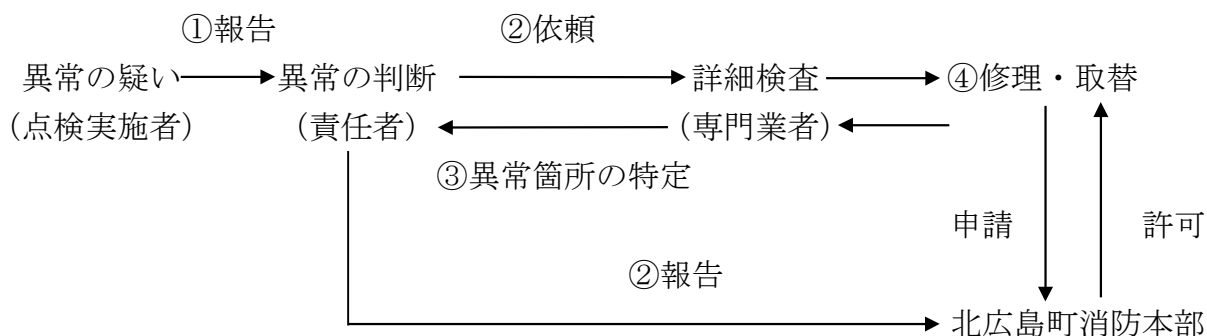 ①報告 ②依頼
異常の疑い 異常の判断 詳細検査 ④修理・取替
(点検実施者) (責任者) (専門業者)
③異常箇所の特定
申請 許可
②報告
北広島町消防本部